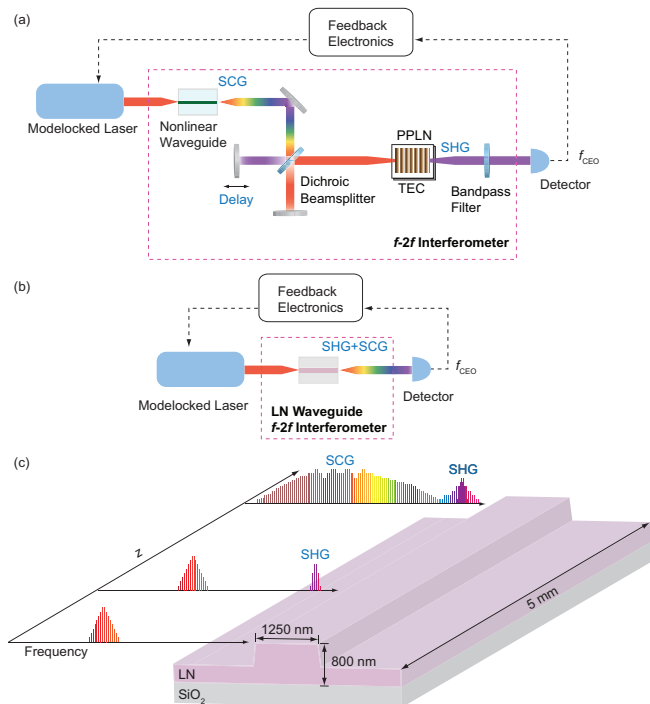 (a)
Feedback
Electronics
SCG
Modelocked Laser
Nonlinear
Waveguide
PPLN
SHG
TEC
f_CEO
Detector
Delay
Dichroic
Beamsplitter
Bandpass
Filter
f-2f Interferometer
(b)
Feedback
Electronics
SHG+SCG
f_CEO
Modelocked Laser
Detector
LN Waveguide
f-2f Interferometer
(c)
SCG
SHG
z
SHG
5 mm
1250 nm
Frequency
800 nm
LN
SiO₂